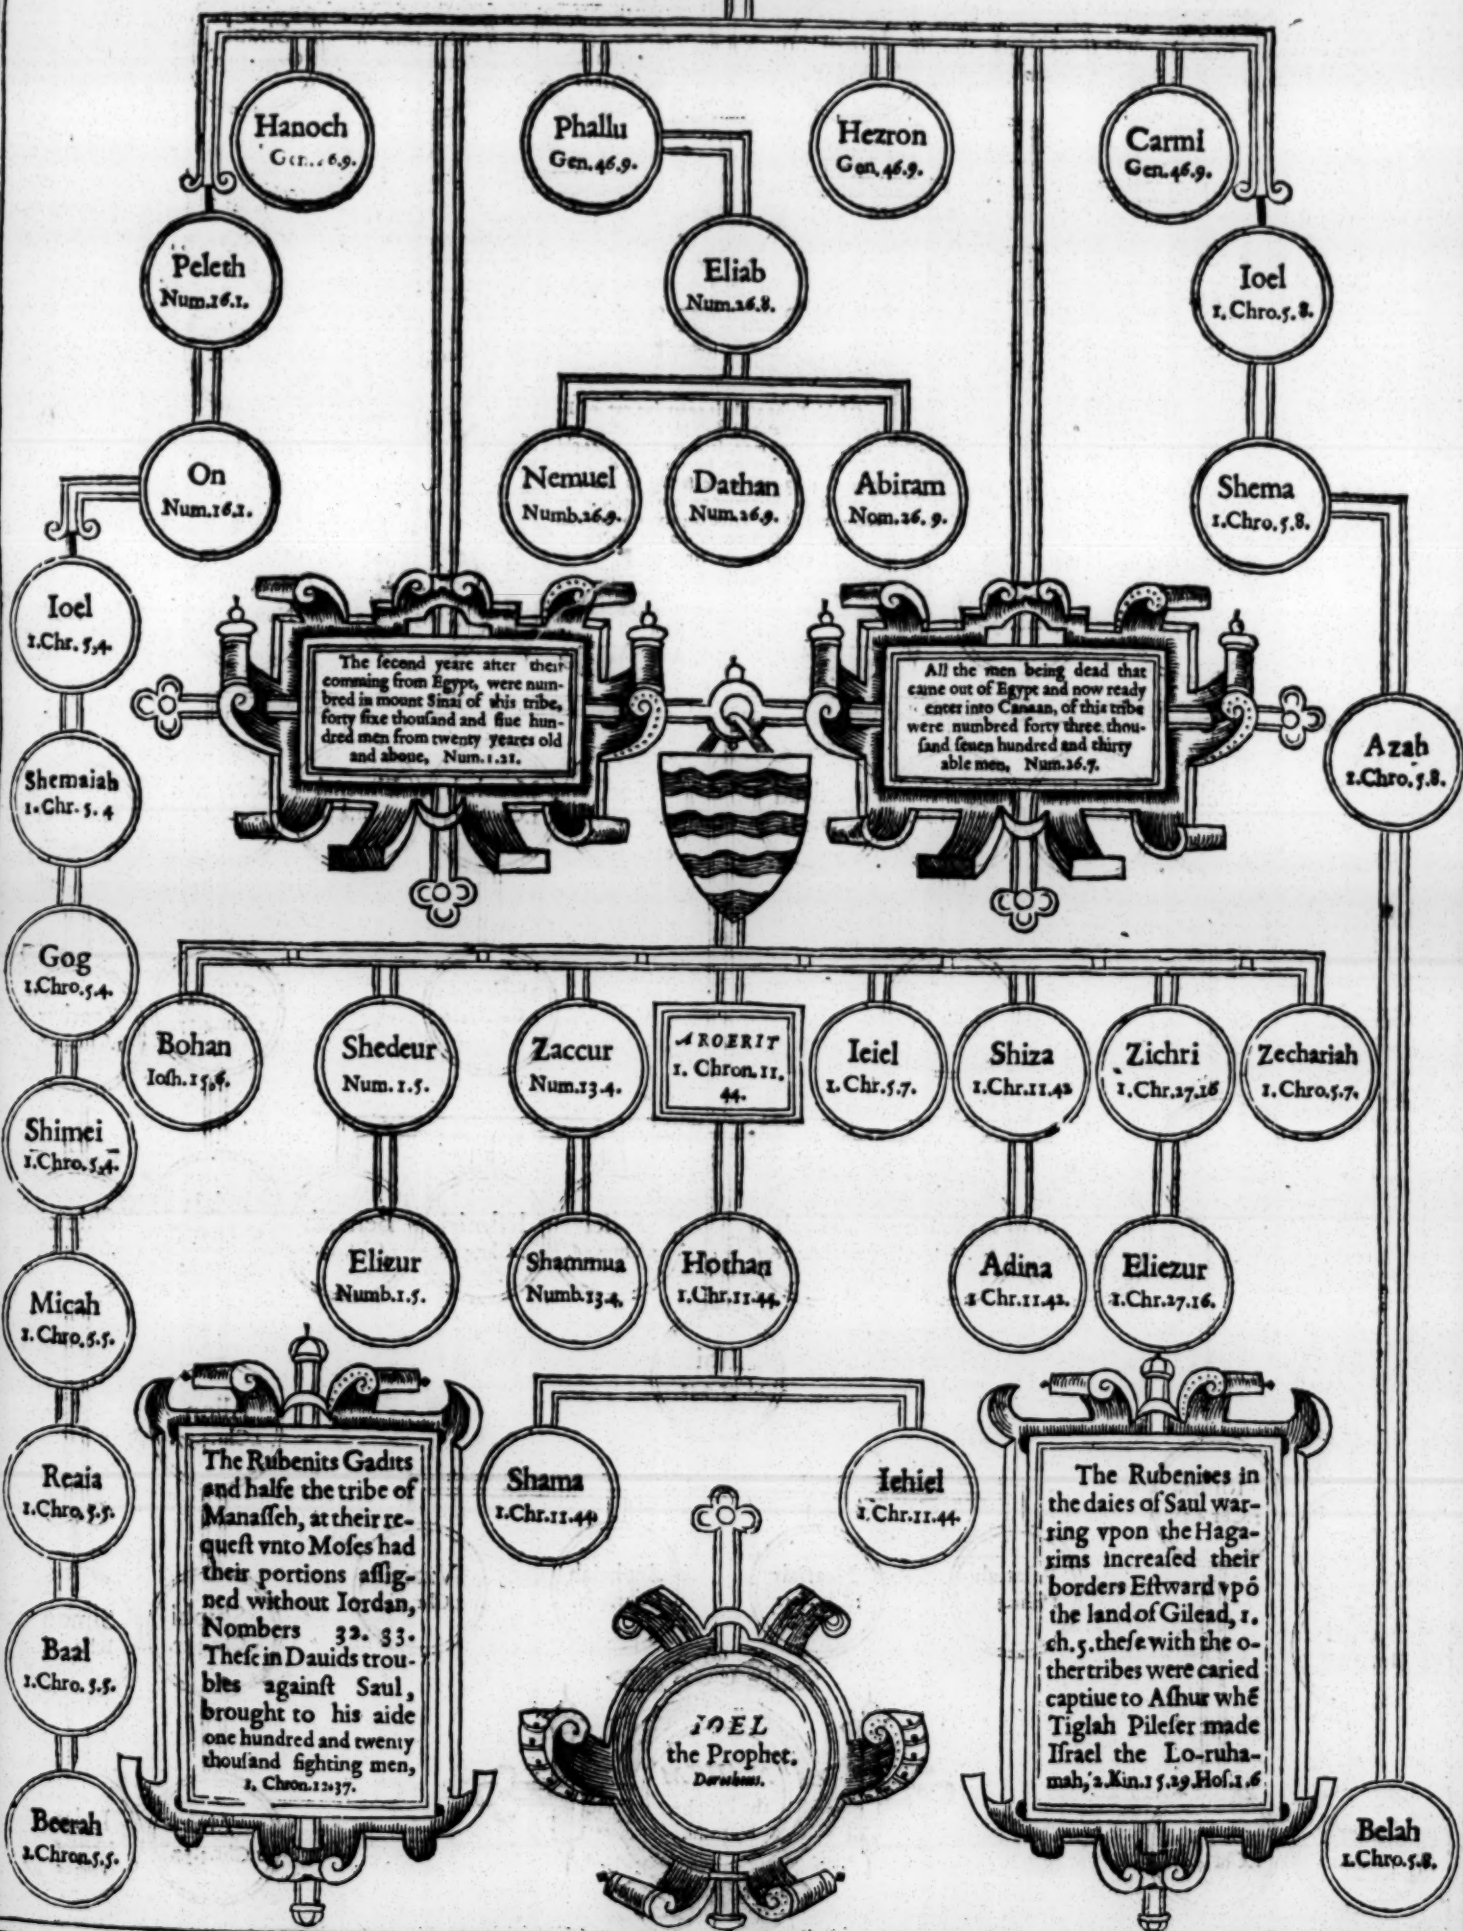 Hanoch
6.9.
Phallu
Gen.46.9.
Hezron
Gen.46.9.
Carmi
Gen.46.9.
Peleth
Num.16.1.
Eliab
Num.26.8.
Ioel
1.Chro.5.8.
On
Num.16.1.
Nemuel
Numb.26.9.
Dathan
Num.26.9.
Abiram
Nom.26.9.
Shema
1.Chro.5.8.
Ioel
1.Chr.5.4.
The ſecond yeare after their
comming from Egypt, were num-
bred in mount Sinai of this tribe,
forty ſixe thouſand and fiue hun-
dred men from twenty yeares old
and aboue, Num.1.21.
All the men being dead that
came out of Egypt and now ready
enter into Canaan, of this tribe
were numbred forty three thou-
ſand ſeuen hundred and thirty
able men, Num.26.7.
Azah
1.Chro.5.8.
Shemaiah
1.Chr.5.4
Gog
1.Chro.5.4.
Bohan
Ioſh.15.6.
Shedeur
Num.1.5.
Zaccur
Num.13.4.
AROERIT
1. Chron.11.
44.
Ieiel
1.Chr.5.7.
Shiza
1.Chr.11.42
Zichri
1.Chr.27.16
Zechariah
1.Chro.5.7.
Shimei
1.Chro.5.4.
Elizur
Numb.1.5.
Shammua
Numb.13.4.
Hothan
1.Chr.11.44.
Adina
1 Chr.11.42.
Eliezur
1.Chr.27.16.
Micah
1.Chro.5.5.
Reaia
1.Chro.5.5.
Baal
1.Chro.5.5.
Beerah
1.Chron.5.5.
The Rubenits Gadits
and halfe the tribe of
Manaſſeh, at their re-
queſt vnto Moſes had
their portions aſſig-
ned without Iordan,
Nombers 32. 33.
Theſe in Dauids trou-
bles againſt Saul,
brought to his aide
one hundred and twenty
thouſand fighting men,
1. Chron.12.37.
Shama
1.Chr.11.44.
Iehiel
1.Chr.11.44.
IOEL
the Prophet.
Dorotheus.
The Rubenites in
the daies of Saul war-
ring vpon the Haga-
rims increaſed their
borders Eſtward vpō
the land of Gilead, 1.
ch.5.theſe with the o-
ther tribes were caried
captiue to Aſhur whē
Tiglah Pileſer made
Iſrael the Lo-ruha-
mah, 2.Kin.15.29.Hoſ.1.6
Belah
1.Chro.5.8.